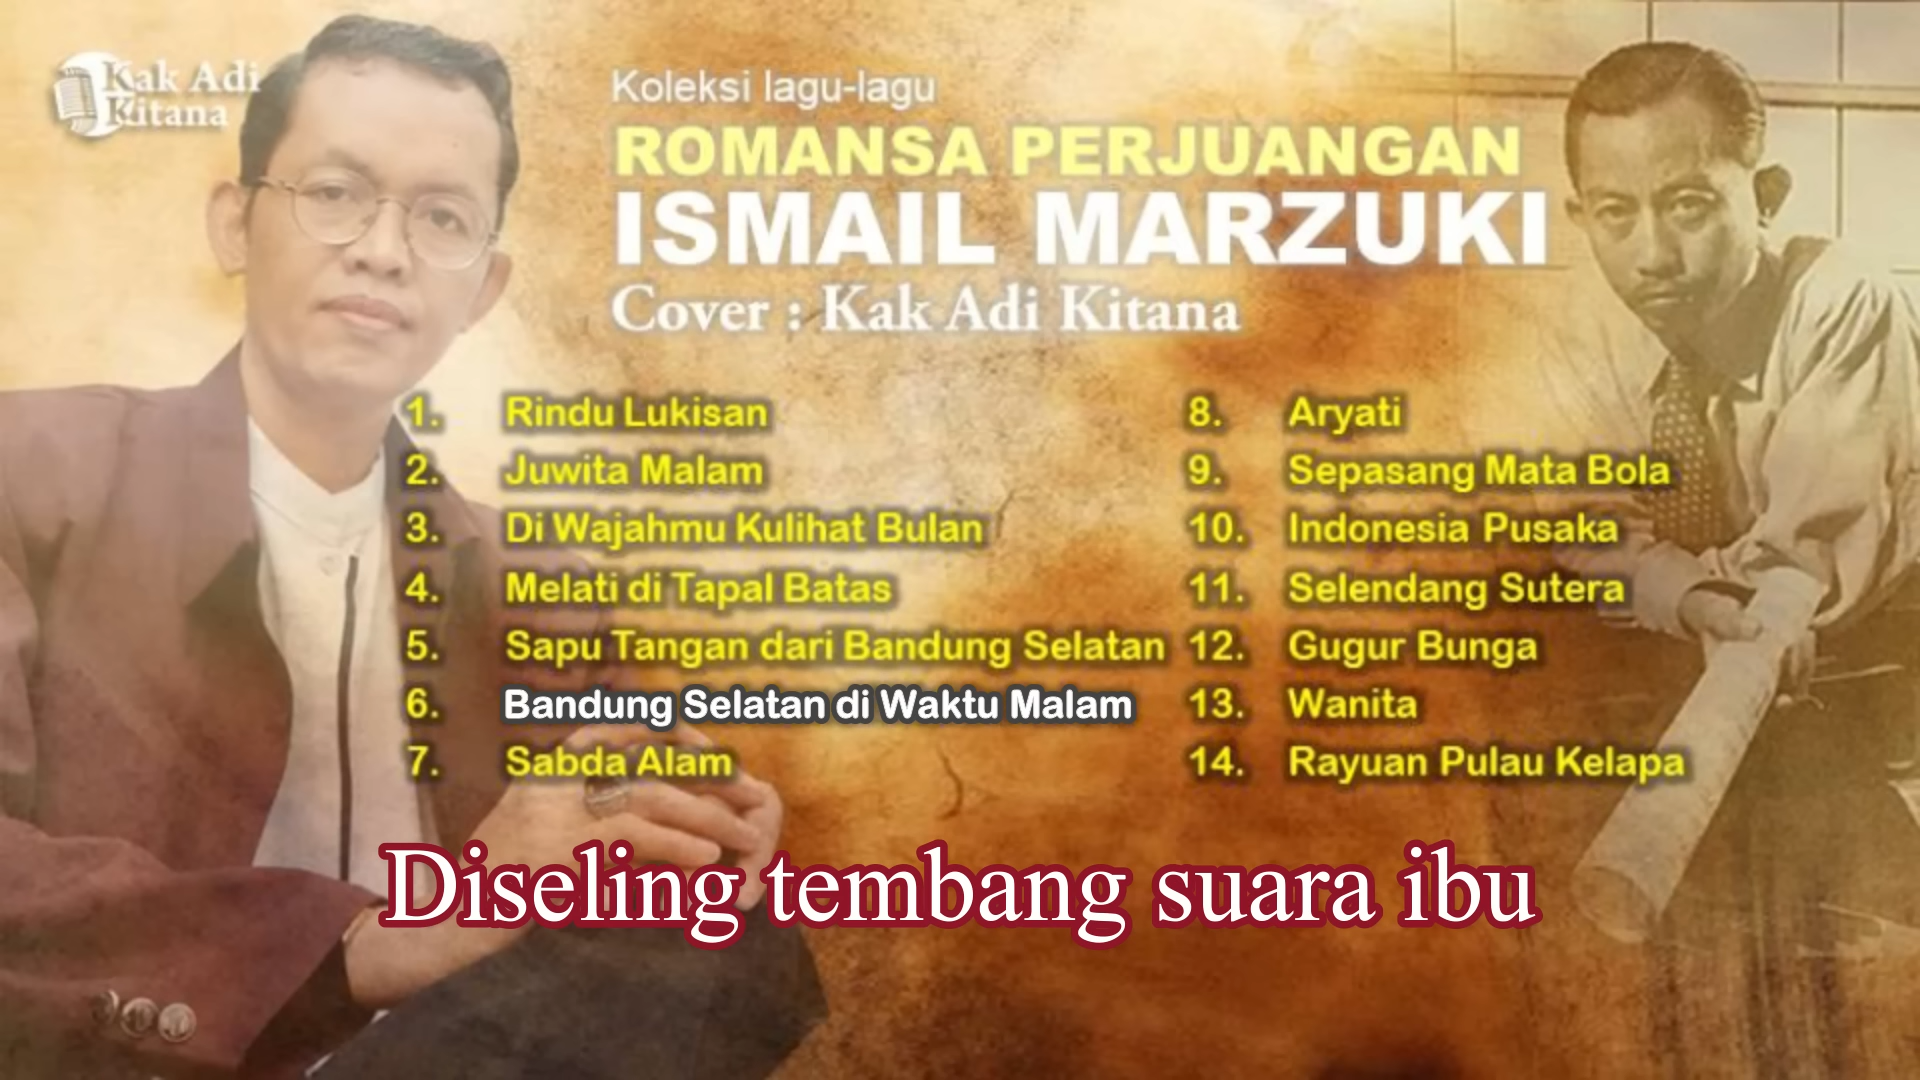 Kak Adi
Kitana
Koleksi lagu-lagu
ROMANSA PERJUANGAN
ISMAIL MARZUKI
Cover : Kak Adi Kitana
1. Rindu Lukisan
2. Juwita Malam
3. Di Wajahmu Kulihat Bulan
4. Melati di Tapal Batas
5. Sapu Tangan dari Bandung Selatan
6. Bandung Selatan di Waktu Malam
7. Sabda Alam
8. Aryati
9. Sepasang Mata Bola
10. Indonesia Pusaka
11. Selendang Sutera
12. Gugur Bunga
13. Wanita
14. Rayuan Pulau Kelapa
Diseling tembang suara ibu